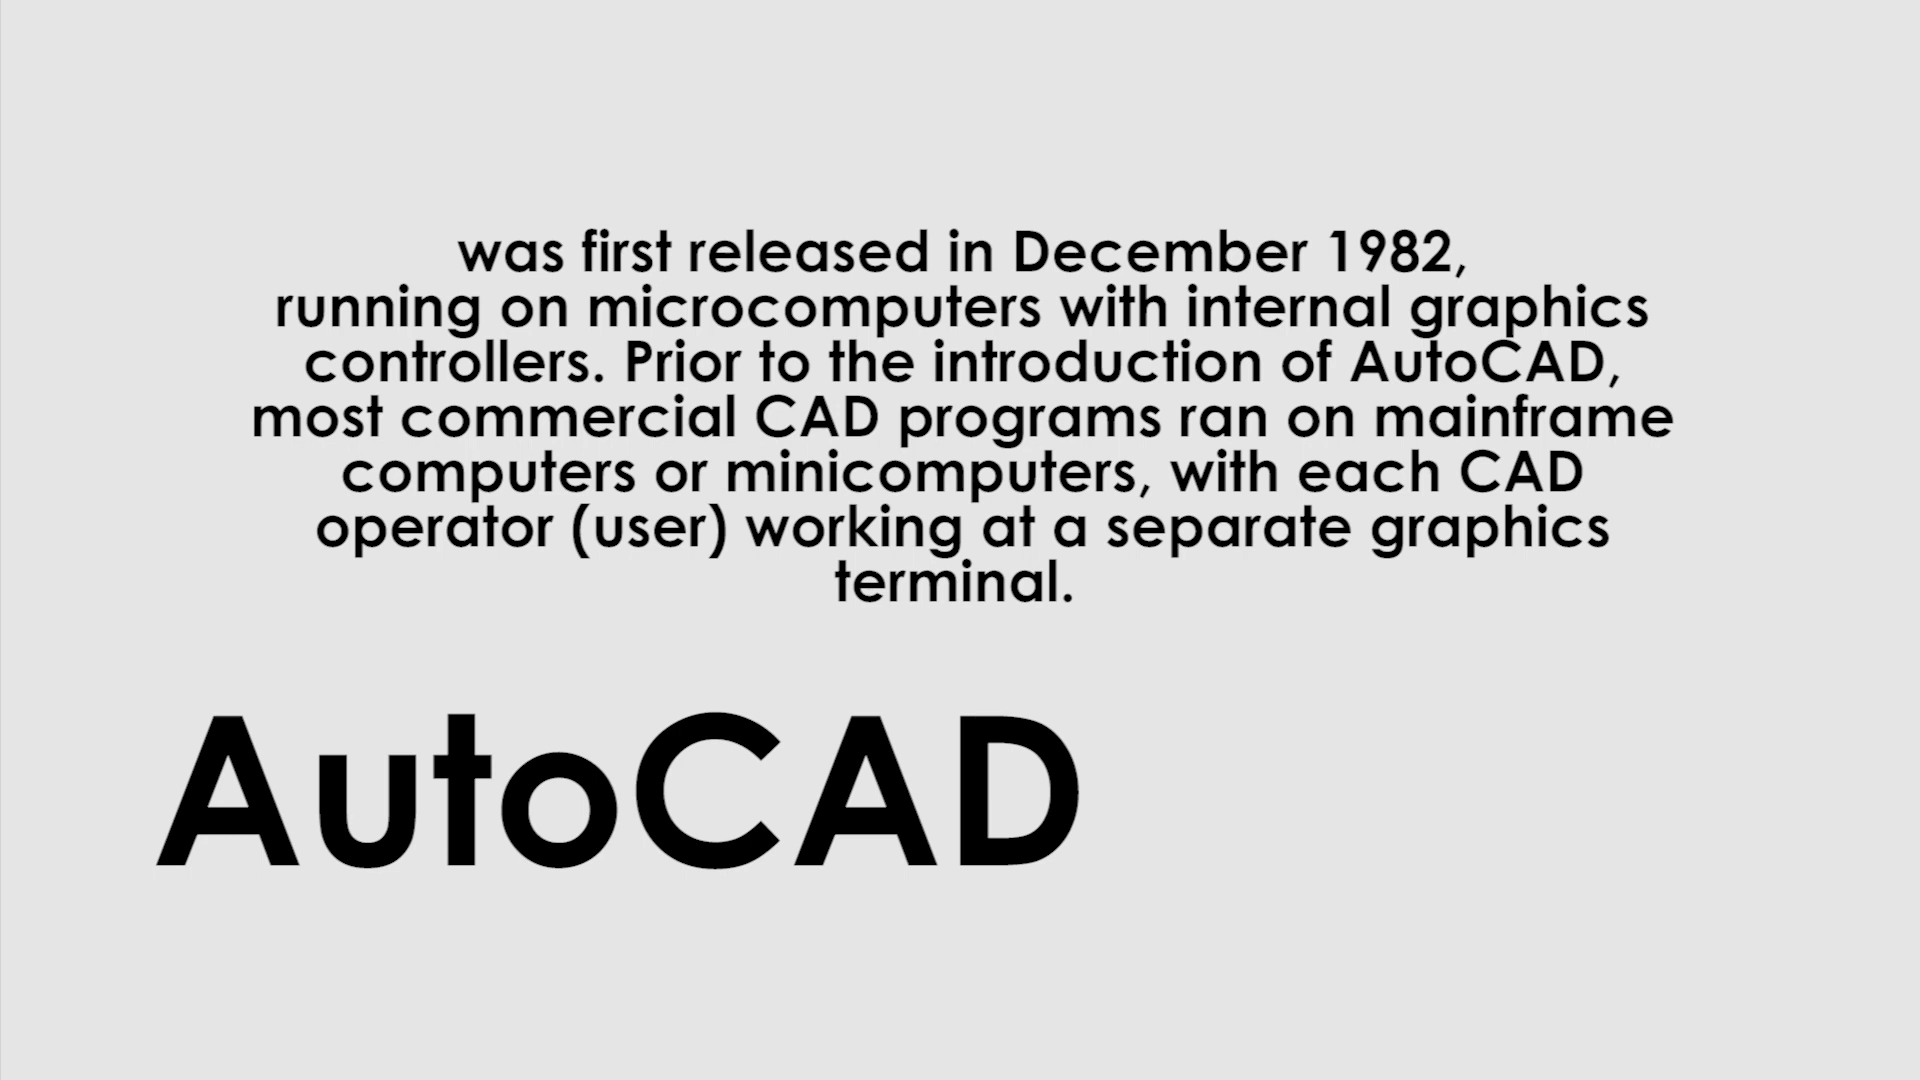 was first released in December 1982,
running on microcomputers with internal graphics
controllers. Prior to the introduction of AutoCAD,
most commercial CAD programs ran on mainframe
computers or minicomputers, with each CAD
operator (user) working at a separate graphics
terminal.
AutoCAD